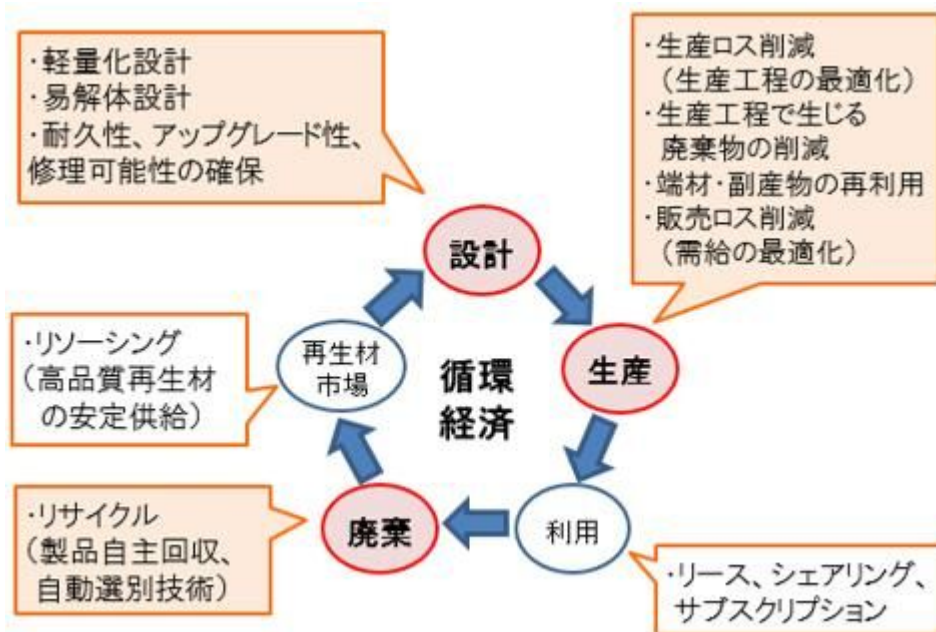 ・軽量化設計
・易解体設計
・耐久性、アップグレード性、
修理可能性の確保
・生産ロス削減
（生産工程の最適化）
・生産工程で生じる
廃棄物の削減
・端材・副産物の再利用
・販売ロス削減
（需給の最適化）
設計
生産
利用
廃棄
再生材
市場
循環
経済
・リソーシング
（高品質再生材
の安定供給）
・リサイクル
（製品自主回収、
自動選別技術）
・リース、シェアリング、
サブスクリプション